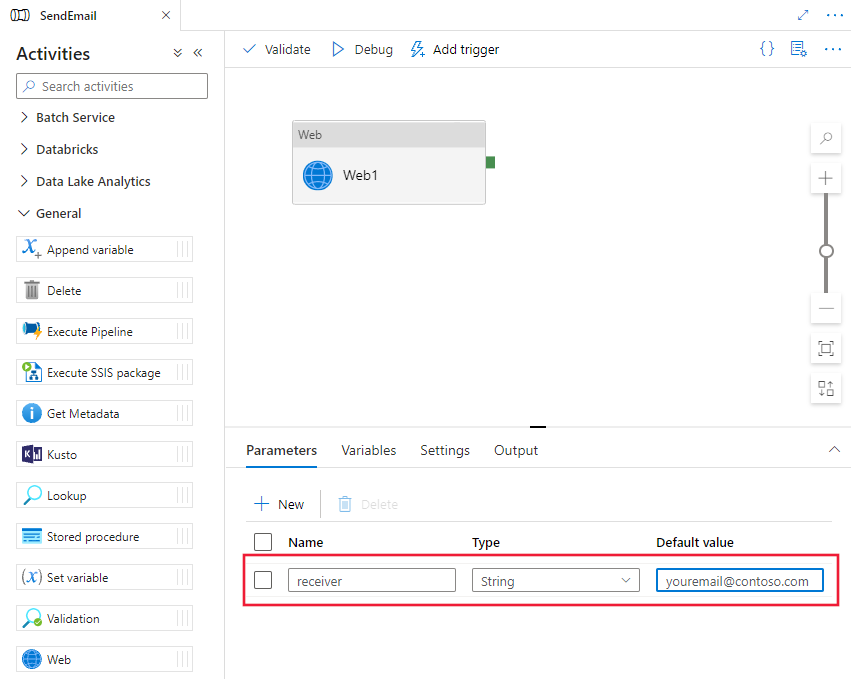 SendEmail
Activities
Search activities
Batch Service
Databricks
Data Lake Analytics
General
Append variable
Delete
Execute Pipeline
Execute SSIS package
Get Metadata
Kusto
Lookup
Stored procedure
Set variable
Validation
Web
Validate Debug Add trigger
Web
Web1
Parameters Variables Settings Output
New Delete
Name Type Default value
receiver String youremail@contoso.com